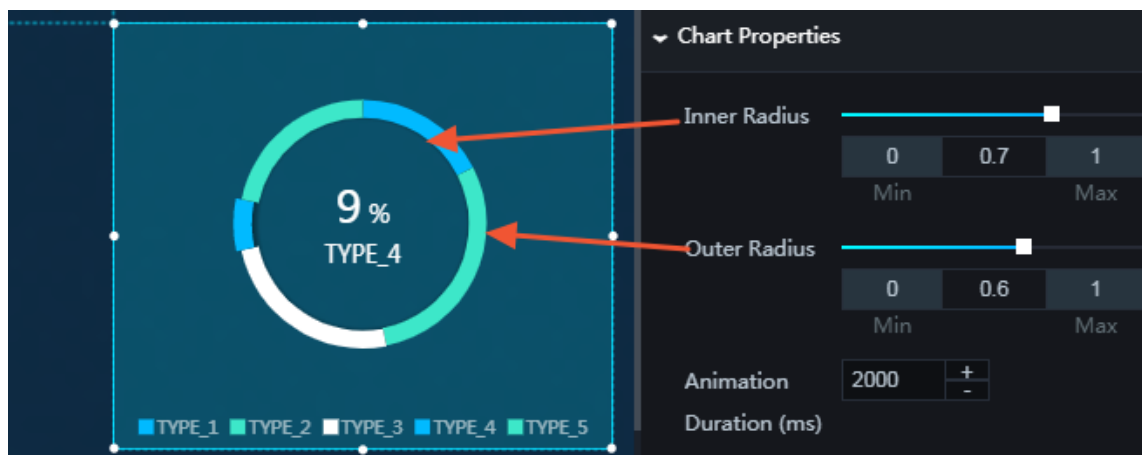 9 %
TYPE_4
TYPE_1 TYPE_2 TYPE_3 TYPE_4 TYPE_5
Chart Properties
Inner Radius
0 0.7 1
Min Max
Outer Radius
0 0.6 1
Min Max
Animation
Duration (ms)
2000 + -